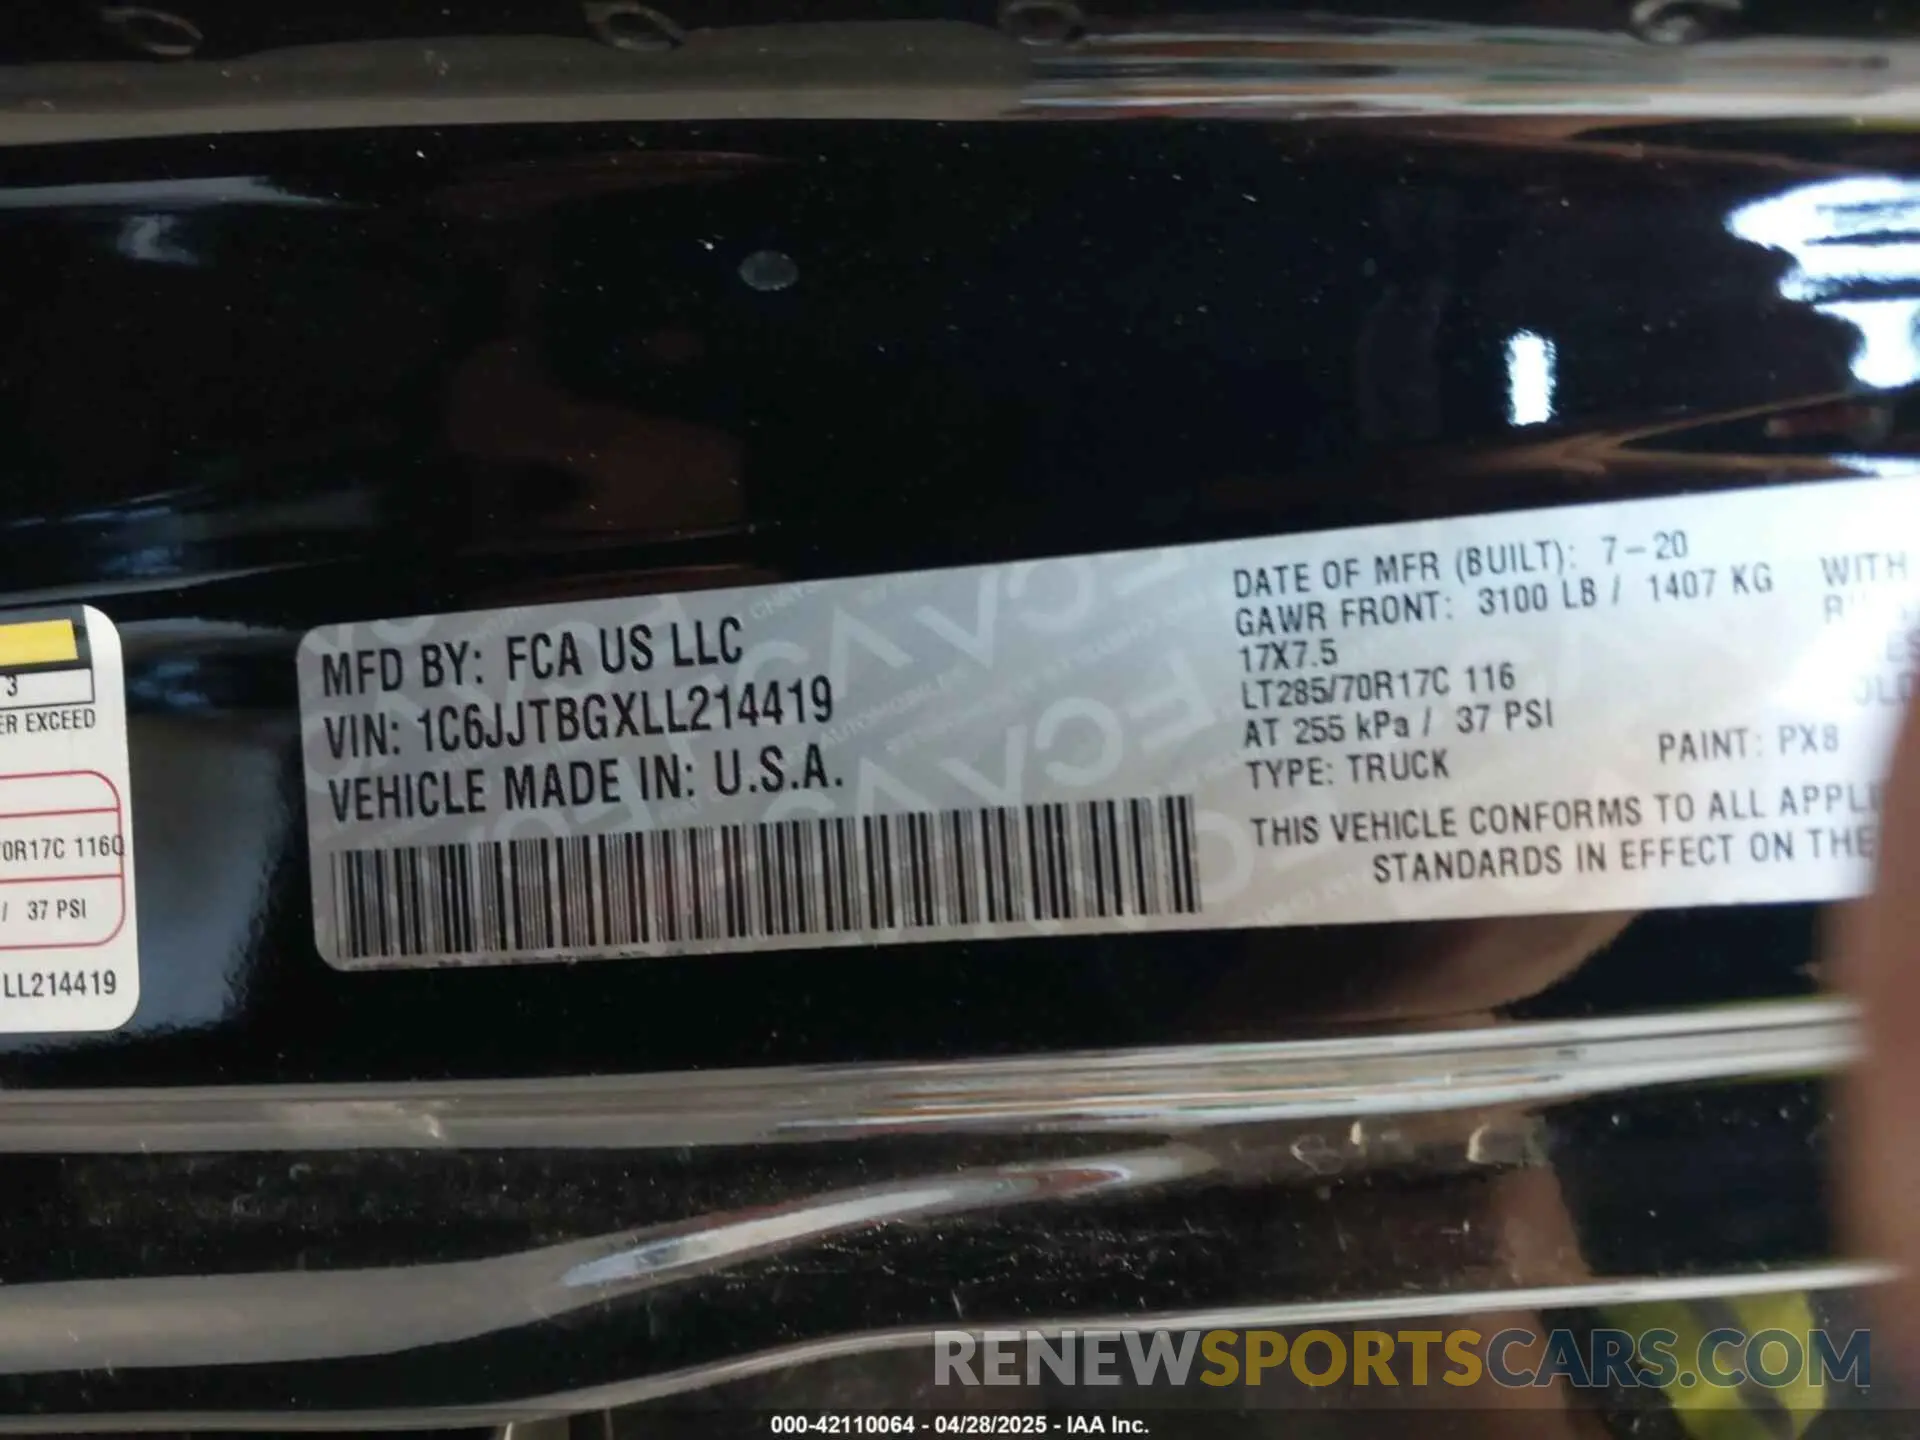 3
ER EXCEED
70R17C 116Q
/ 37 PSI
LL214419
MFD BY: FCA US LLC
VIN: 1C6JJTBGXLL214419
VEHICLE MADE IN: U.S.A.
DATE OF MFR (BUILT): 7-20
GAWR FRONT: 3100 LB / 1407 KG
17X7.5
LT285/70R17C 116
AT 255 kPa / 37 PSI
TYPE: TRUCK PAINT: PX8
THIS VEHICLE CONFORMS TO ALL APPLI
STANDARDS IN EFFECT ON THE
WITH
RENEWSPORTSCARS.COM
000-42110064 - 04/28/2025 - IAA Inc.